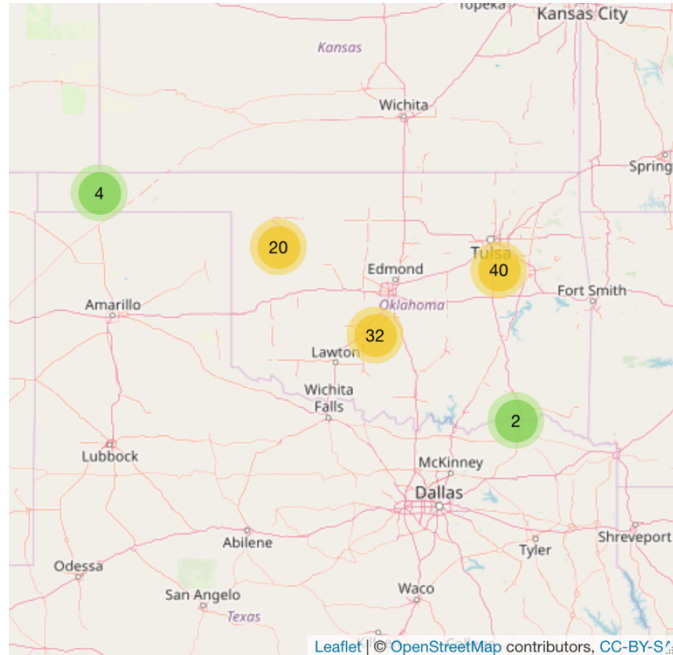 Topeka
Kansas City
Kansas
Wichita
Spring
4
20
Tulsa
40
Edmond
Fort Smith
Oklahoma
Amarillo
32
Lawton
Wichita
Falls
2
McKinney
Lubbock
Dallas
Abilene
Tyler
Shreveport
Odessa
San Angelo
Waco
Texas
Leaflet | © OpenStreetMap contributors, CC-BY-SA